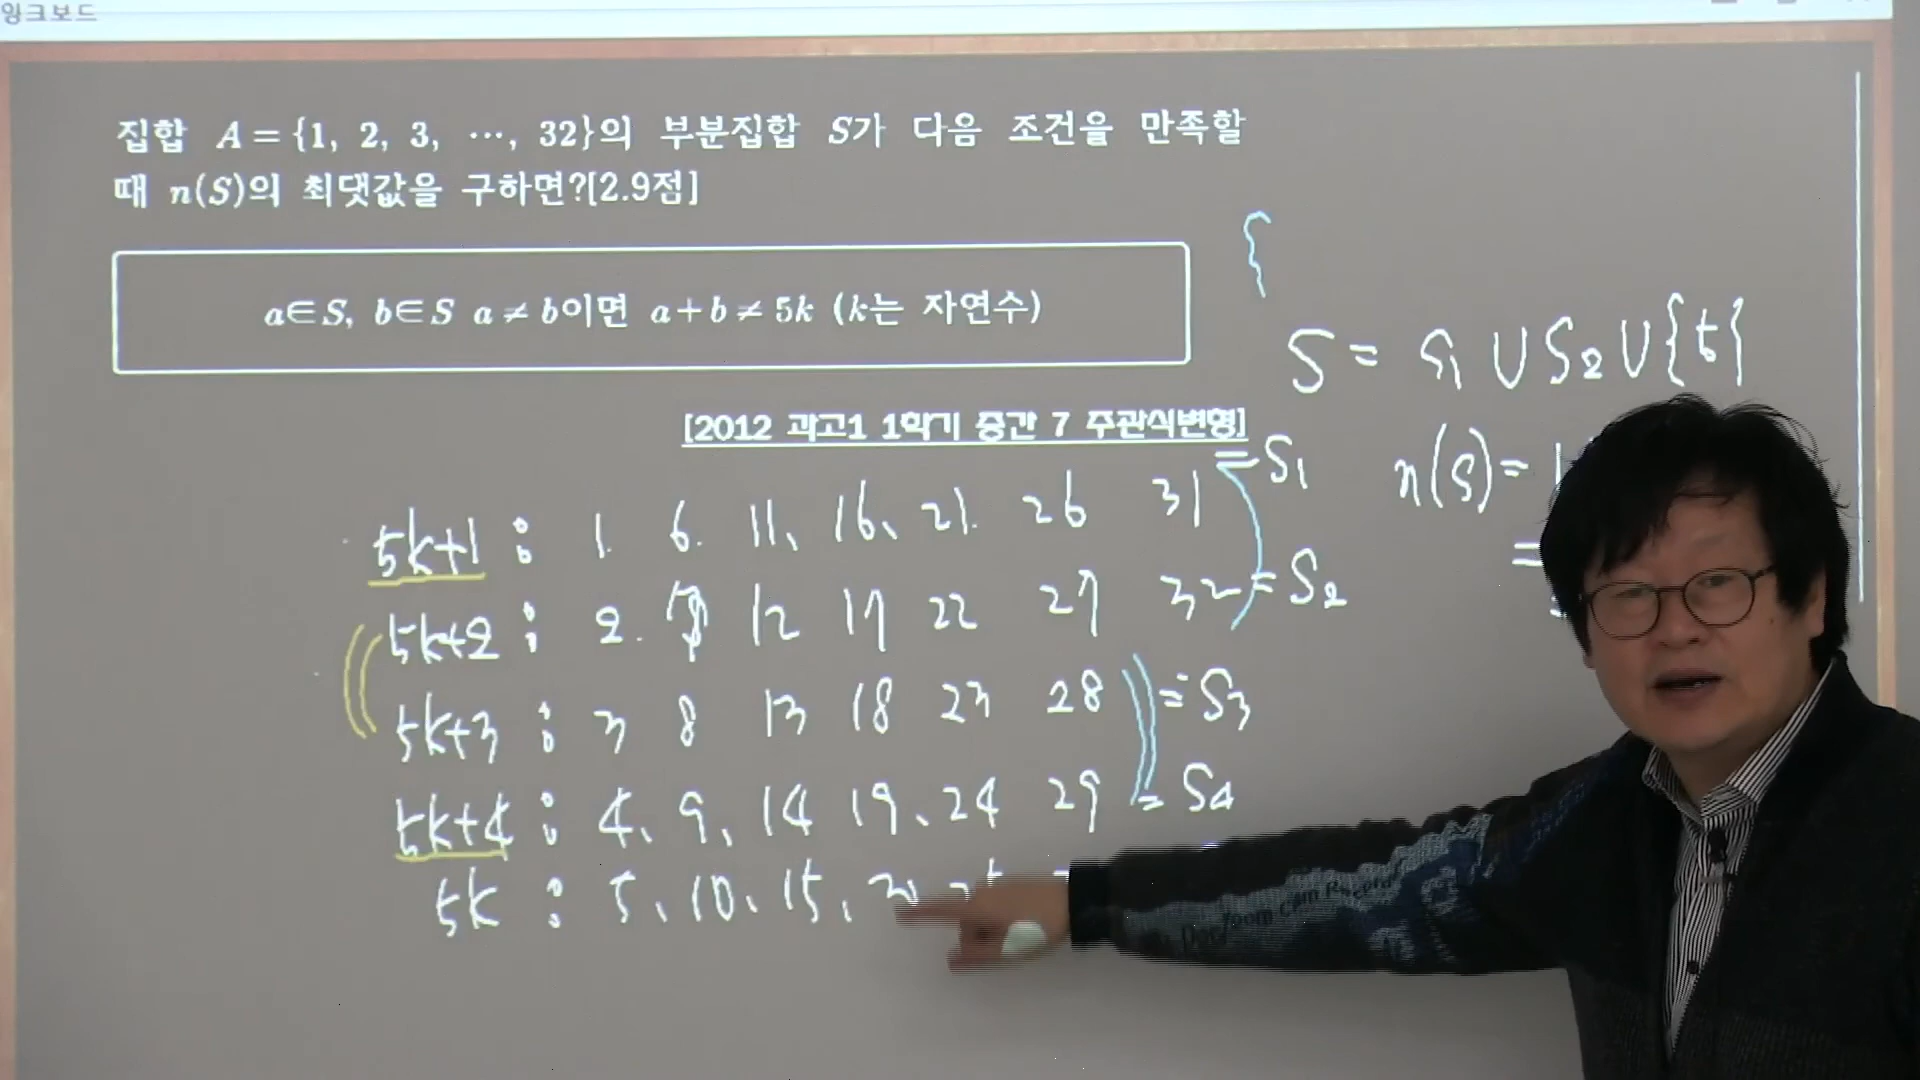 잉크보드
집합 A = {1, 2, 3, ⋯, 32}의 부분집합 S가 다음 조건을 만족할
때 n(S)의 최댓값을 구하면?[2.9점]
a∈S, b∈S a ≠ b이면 a + b ≠ 5k (k는 자연수)
[2012 과고1 1학기 중간 7 주관식변형]
S = S₁ ∪ S₂ ∪ {t}
n(S) =
=
5k+1 : 1. 6. 11, 16, 21. 26 31 = S₁
5k+2 : 2. 7 12 17 22 27 32 = S₂
5k+3 : 3 8 13 18 23 28 = S₃
5k+4 : 4, 9, 14 19, 24 29 = S₄
5k : 5, 10, 15,
Zoom Cam Record